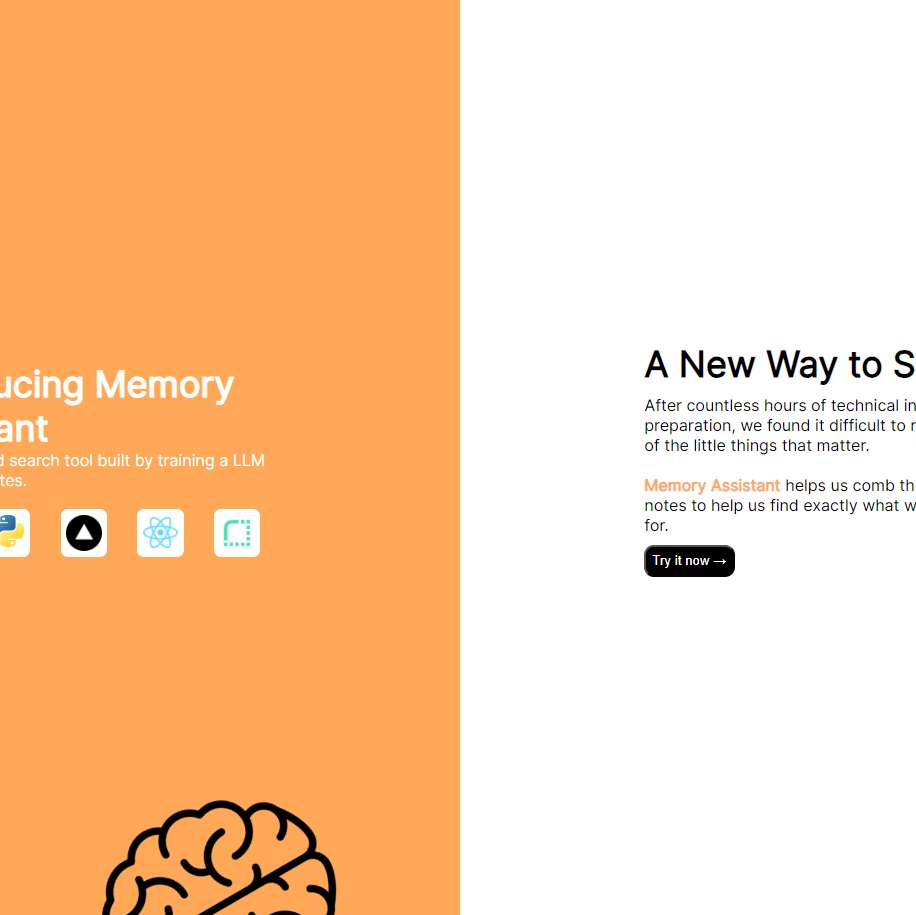 ucing Memory
ant
d search tool built by training a LLM
tes.
A New Way to S
After countless hours of technical in
preparation, we found it difficult to r
of the little things that matter.
Memory Assistant helps us comb th
notes to help us find exactly what w
for.
Try it now →